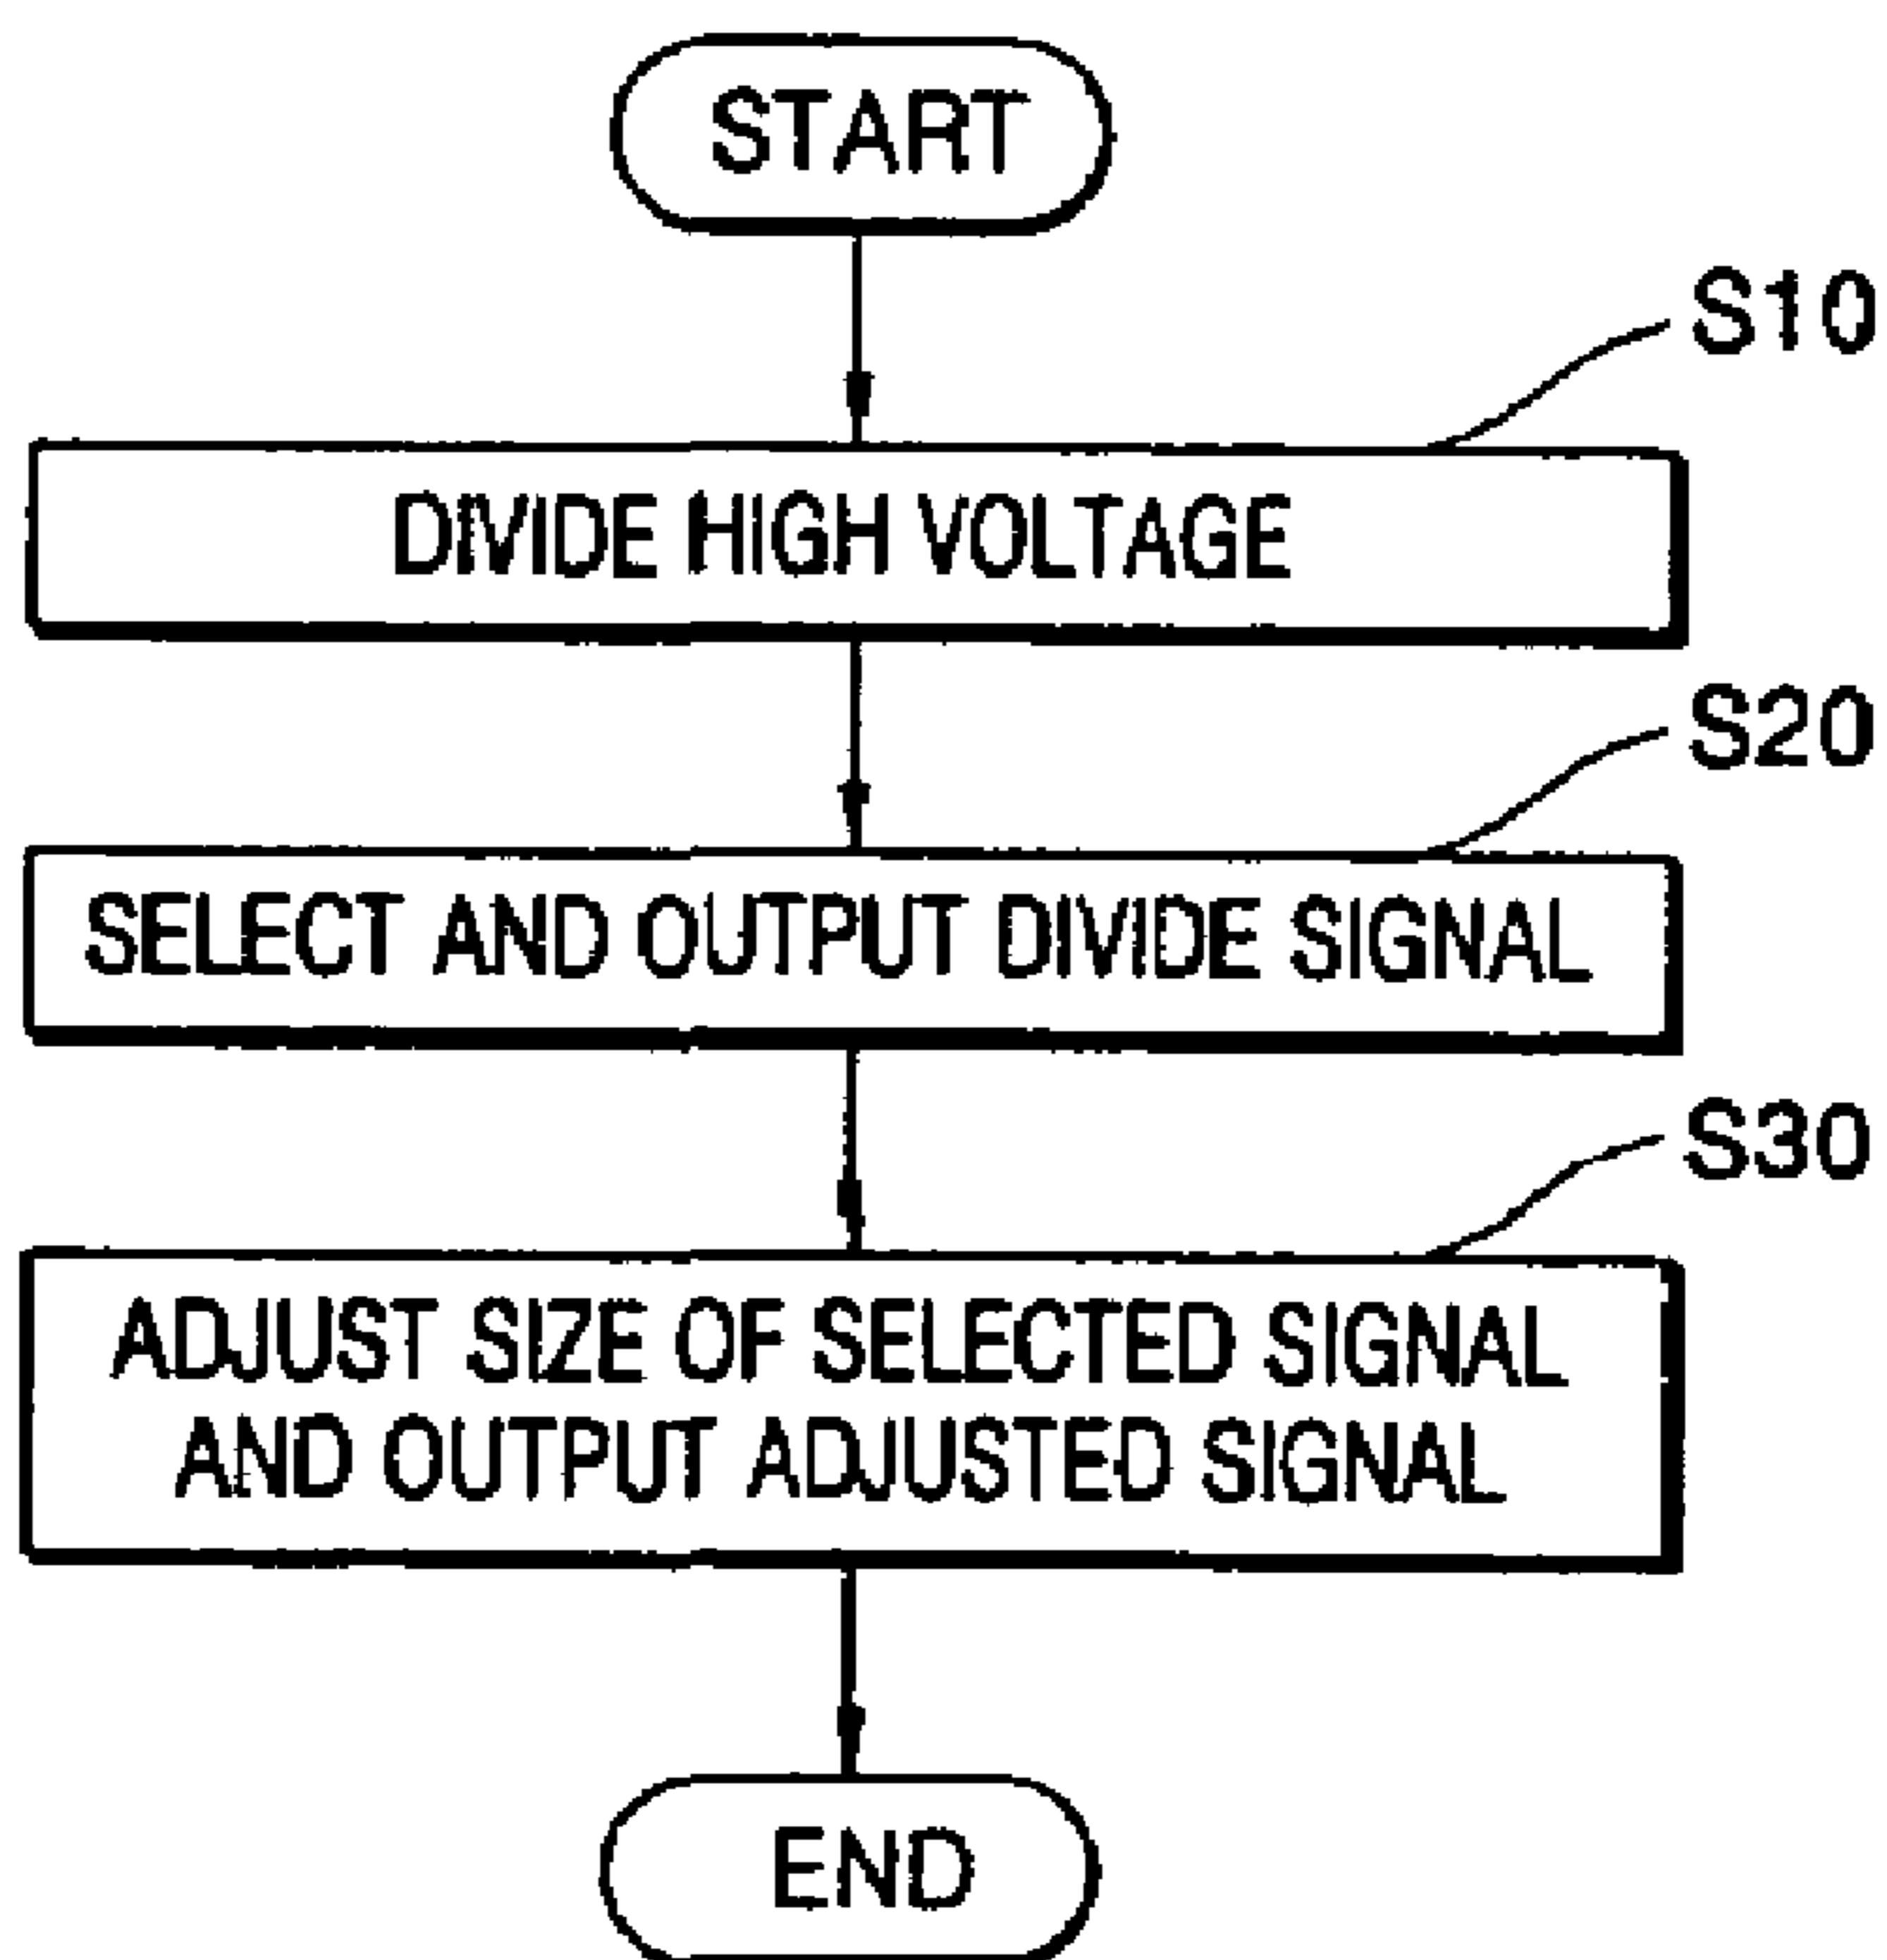 START
S10
DIVIDE HIGH VOLTAGE
S20
SELECT AND OUTPUT DIVIDE SIGNAL
S30
ADJUST SIZE OF SELECTED SIGNAL
AND OUTPUT ADJUSTED SIGNAL
END